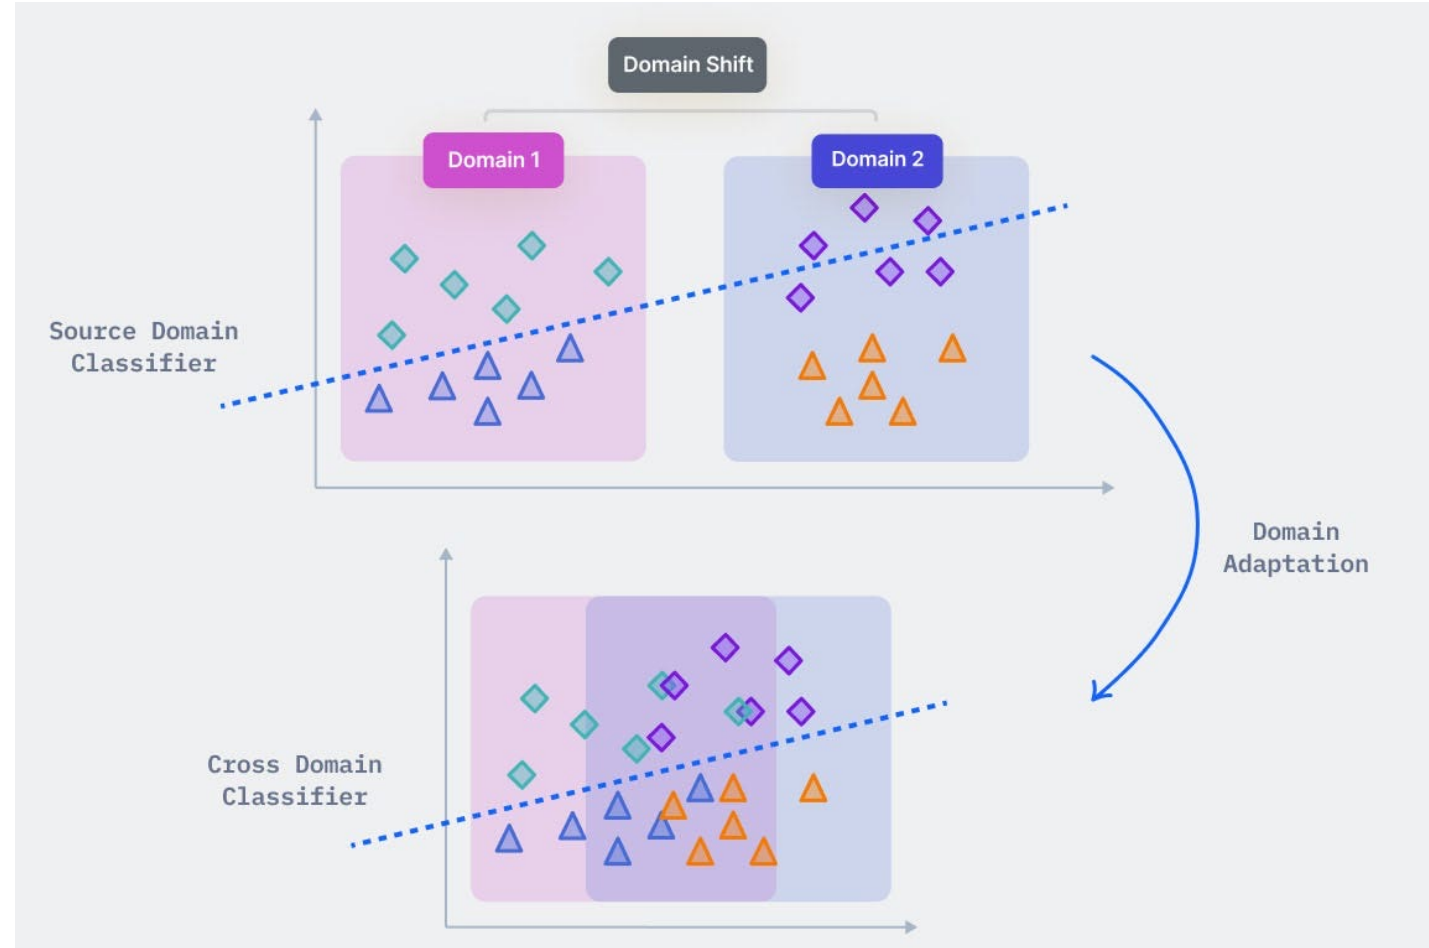 Domain Shift
Domain 1
Domain 2
Source Domain
Classifier
Domain
Adaptation
Cross Domain
Classifier